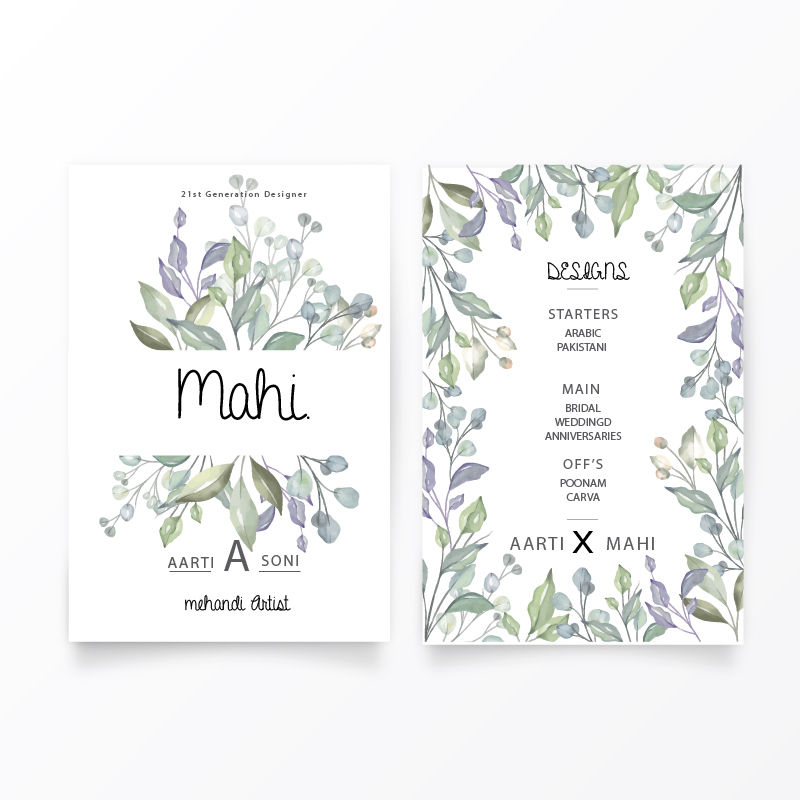 21st Generation Designer
Mahi.
AARTI A SONI
mehandi Artist
DESIGNS
STARTERS
ARABIC
PAKISTANI
MAIN
BRIDAL
WEDDINGD
ANNIVERSARIES
OFF'S
POONAM
CARVA
AARTI X MAHI